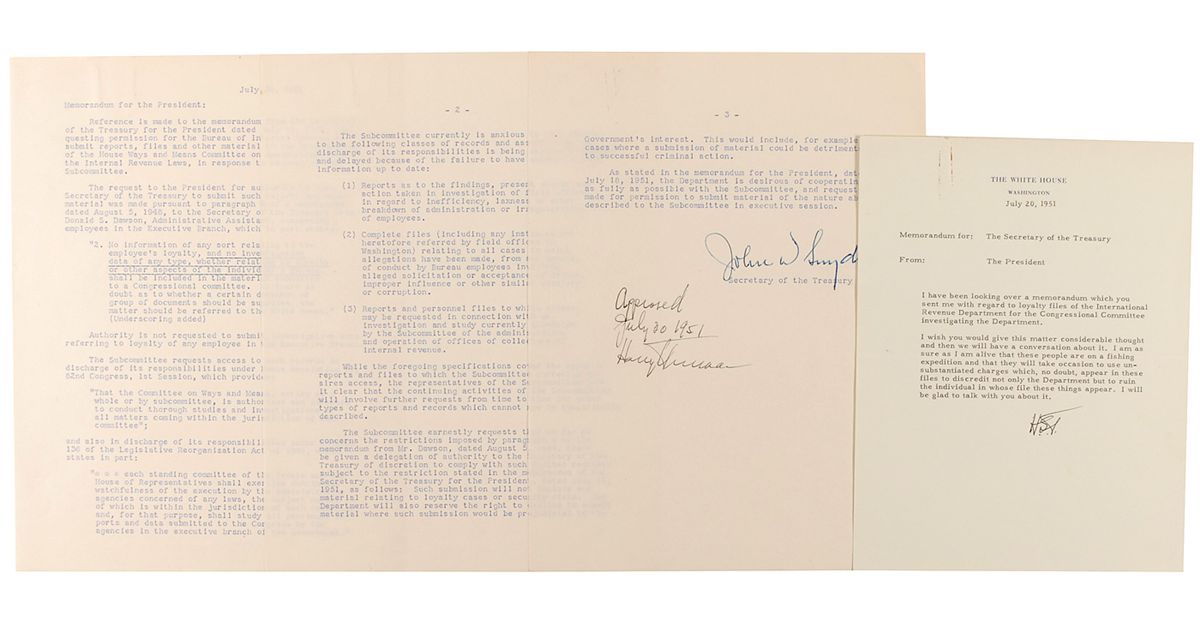 July
Memorandum for the President:
Reference is made to the memorandum
of the Treasury for the President dated
questing permission for the Bureau of In
submit reports, files and other material
of the House Ways and Means Committee on
the Internal Revenue Laws, in response t
Subcommittee.
The request to the President for au
Secretary of the Treasury to submit such
material was made pursuant to paragraph
dated August 5, 1948, to the Secretary o
Donald S. Dawson, Administrative Assista
employees in the Executive Branch, which
"2. No information of any sort rela
employee's loyalty, and no inve
data of any type, whether relat
or other aspects of the individ
shall be included in the materi
to a Congressional committee.
doubt as to whether a certain d
group of documents should be su
matter should be referred to the
(Underscoring added)
Authority is not requested to submit
referring to loyalty of any employee in
The Subcommittee requests access to
discharge of its responsibilities under
82nd Congress, 1st Session, which provide
"That the Committee on Ways and Mea
whole or by subcommittee, is author
to conduct thorough studies and inv
all matters coming within the juris
committee";
and also in discharge of its responsibili
136 of the Legislative Reorganization Act
states in part:
"* * * each standing committee of th
House of Representatives shall exer
watchfulness of the execution by th
agencies concerned of any laws, the
of which is within the jurisdiction
and, for that purpose, shall study
ports and data submitted to the Con
agencies in the executive branch of
- 2 -
The Subcommittee currently is anxious
to the following classes of records and ass
discharge of its responsibilities is being
and delayed because of the failure to have
information up to date:
(1) Reports as to the findings, presen
action taken in investigation of
in regard to inefficiency, laxness
breakdown of administration or irr
of employees.
(2) Complete files (including any inst
heretofore referred by field offic
Washington) relating to all cases
allegations have been made, from
of conduct by Bureau employees inv
alleged solicitation or acceptance
improper influence or other simila
or corruption.
(3) Reports and personnel files to whi
may be requested in connection wit
investigation and study currently
by the Subcommittee of the adminis
and operation of offices of collec
internal revenue.
While the foregoing specifications cov
reports and files to which the Subcommittee
sires access, the representatives of the Su
it clear that the continuing activities of
will involve further requests from time to
types of reports and records which cannot
described.
The Subcommittee earnestly requests th
concerns the restrictions imposed by parag
memorandum from Mr. Dawson, dated August 5
be given a delegation of authority to the
Treasury of discretion to comply with such
subject to the restriction stated in the m
Secretary of the Treasury for the President
1951, as follows: Such submission will not
material relating to loyalty cases or secu
Department will also reserve the right to
material where such submission would be pr
- 3 -
Government's interest. This would include, for example
cases where a submission of material could be detriment
to successful criminal action.
As stated in the memorandum for the President, dat
July 18, 1951, the Department is desirous of cooperatin
as fully as possible with the Subcommittee, and request
made for permission to submit material of the nature ab
described to the Subcommittee in executive session.
John W Snyd
Secretary of the Treasury
Approved
July 30 1951
Harry Truman
THE WHITE HOUSE
WASHINGTON
July 20, 1951
Memorandum for: The Secretary of the Treasury
From: The President
I have been looking over a memorandum which you
sent me with regard to loyalty files of the International
Revenue Department for the Congressional Committee
Investigating the Department.
I wish you would give this matter considerable thought
and then we will have a conversation about it. I am as
sure as I am alive that these people are on a fishing
expedition and that they will take occasion to use un-
substantiated charges which, no doubt, appear in these
files to discredit not only the Department but to ruin
the individual in whose file these things appear. I will
be glad to talk with you about it.
H.S.T.